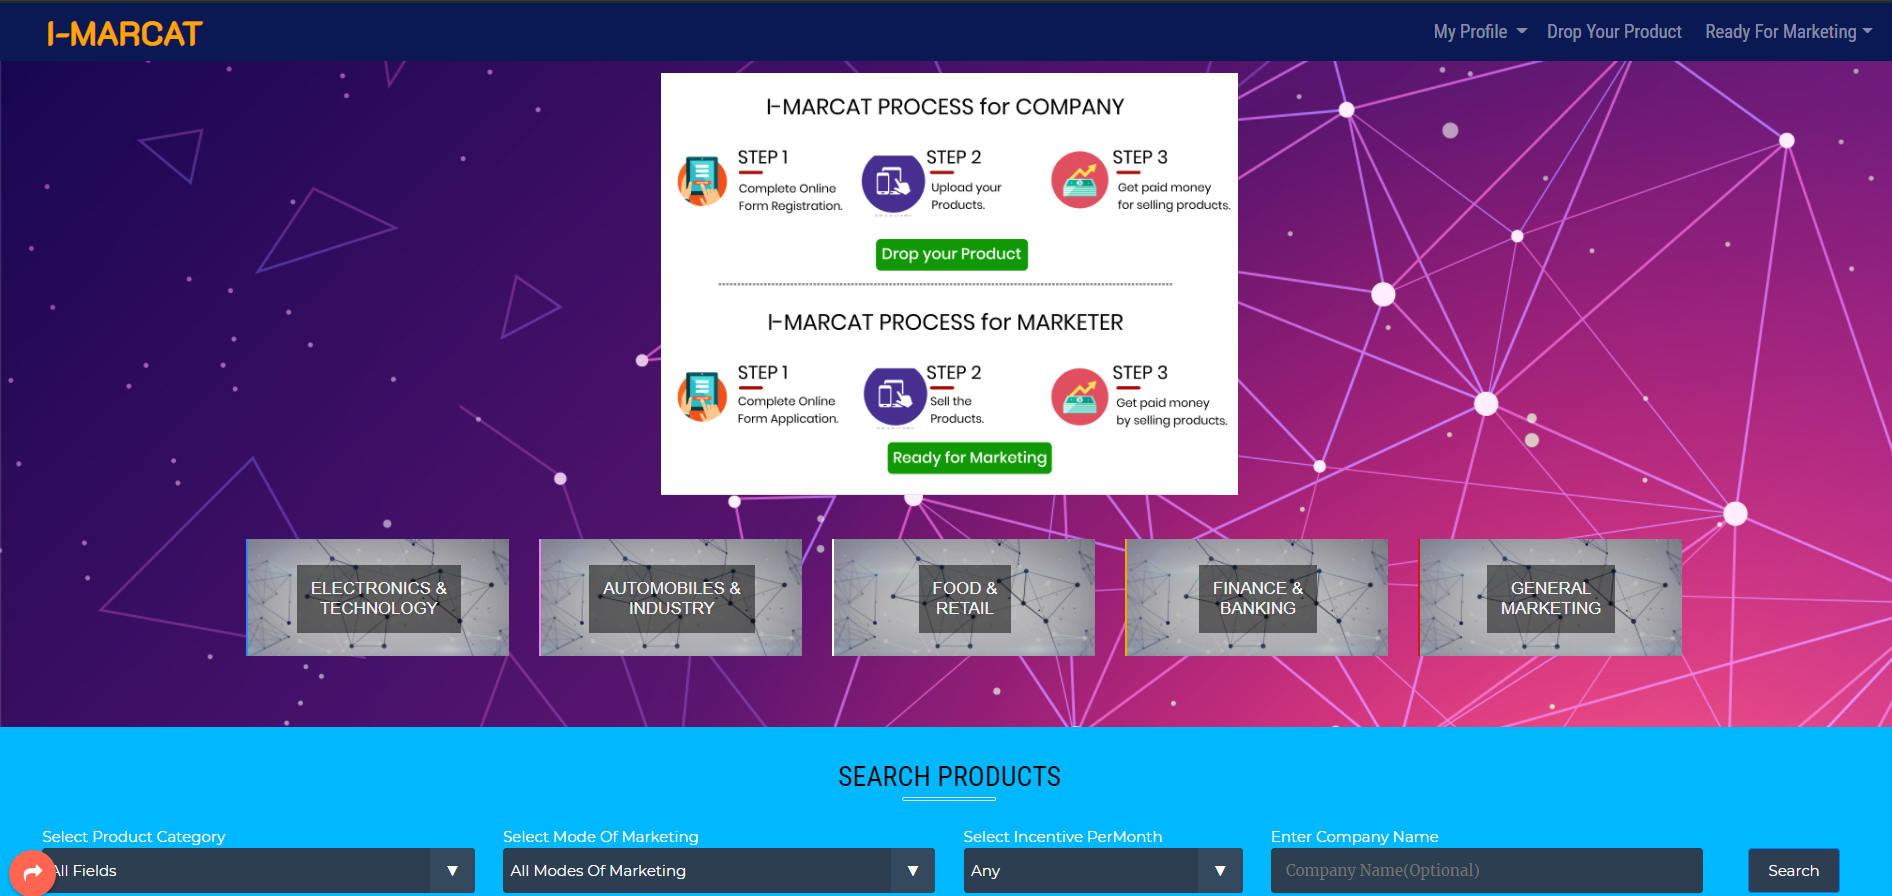 I-MARCAT
My Profile
Drop Your Product
Ready For Marketing
I-MARCAT PROCESS for COMPANY
STEP 1
Complete Online
Form Registration.
STEP 2
Upload your
Products.
STEP 3
Get paid money
for selling products.
Drop your Product
I-MARCAT PROCESS for MARKETER
STEP 1
Complete Online
Form Application.
STEP 2
Sell the
Products.
STEP 3
Get paid money
by selling products.
Ready for Marketing
ELECTRONICS &
TECHNOLOGY
AUTOMOBILES &
INDUSTRY
FOOD &
RETAIL
FINANCE &
BANKING
GENERAL
MARKETING
SEARCH PRODUCTS
Select Product Category
All Fields
Select Mode Of Marketing
All Modes Of Marketing
Select Incentive PerMonth
Any
Enter Company Name
Company Name(Optional)
Search